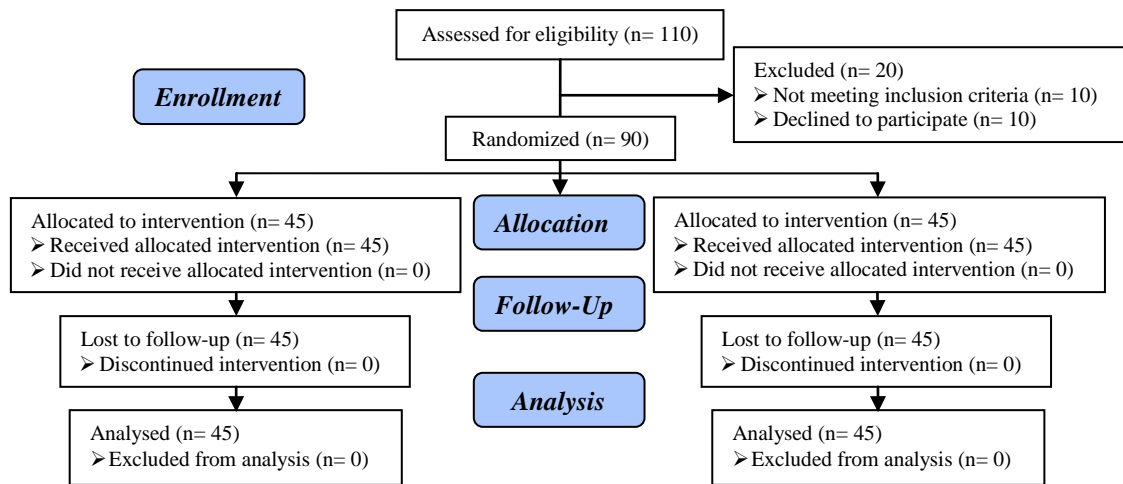 Assessed for eligibility (n= 110)
Excluded (n= 20)
➢ Not meeting inclusion criteria (n= 10)
➢ Declined to participate (n= 10)
Enrollment
Randomized (n= 90)
Allocated to intervention (n= 45)
➢ Received allocated intervention (n= 45)
➢ Did not receive allocated intervention (n= 0)
Allocation
Allocated to intervention (n= 45)
➢ Received allocated intervention (n= 45)
➢ Did not receive allocated intervention (n= 0)
Follow-Up
Lost to follow-up (n= 45)
➢ Discontinued intervention (n= 0)
Lost to follow-up (n= 45)
➢ Discontinued intervention (n= 0)
Analysis
Analysed (n= 45)
➢ Excluded from analysis (n= 0)
Analysed (n= 45)
➢ Excluded from analysis (n= 0)